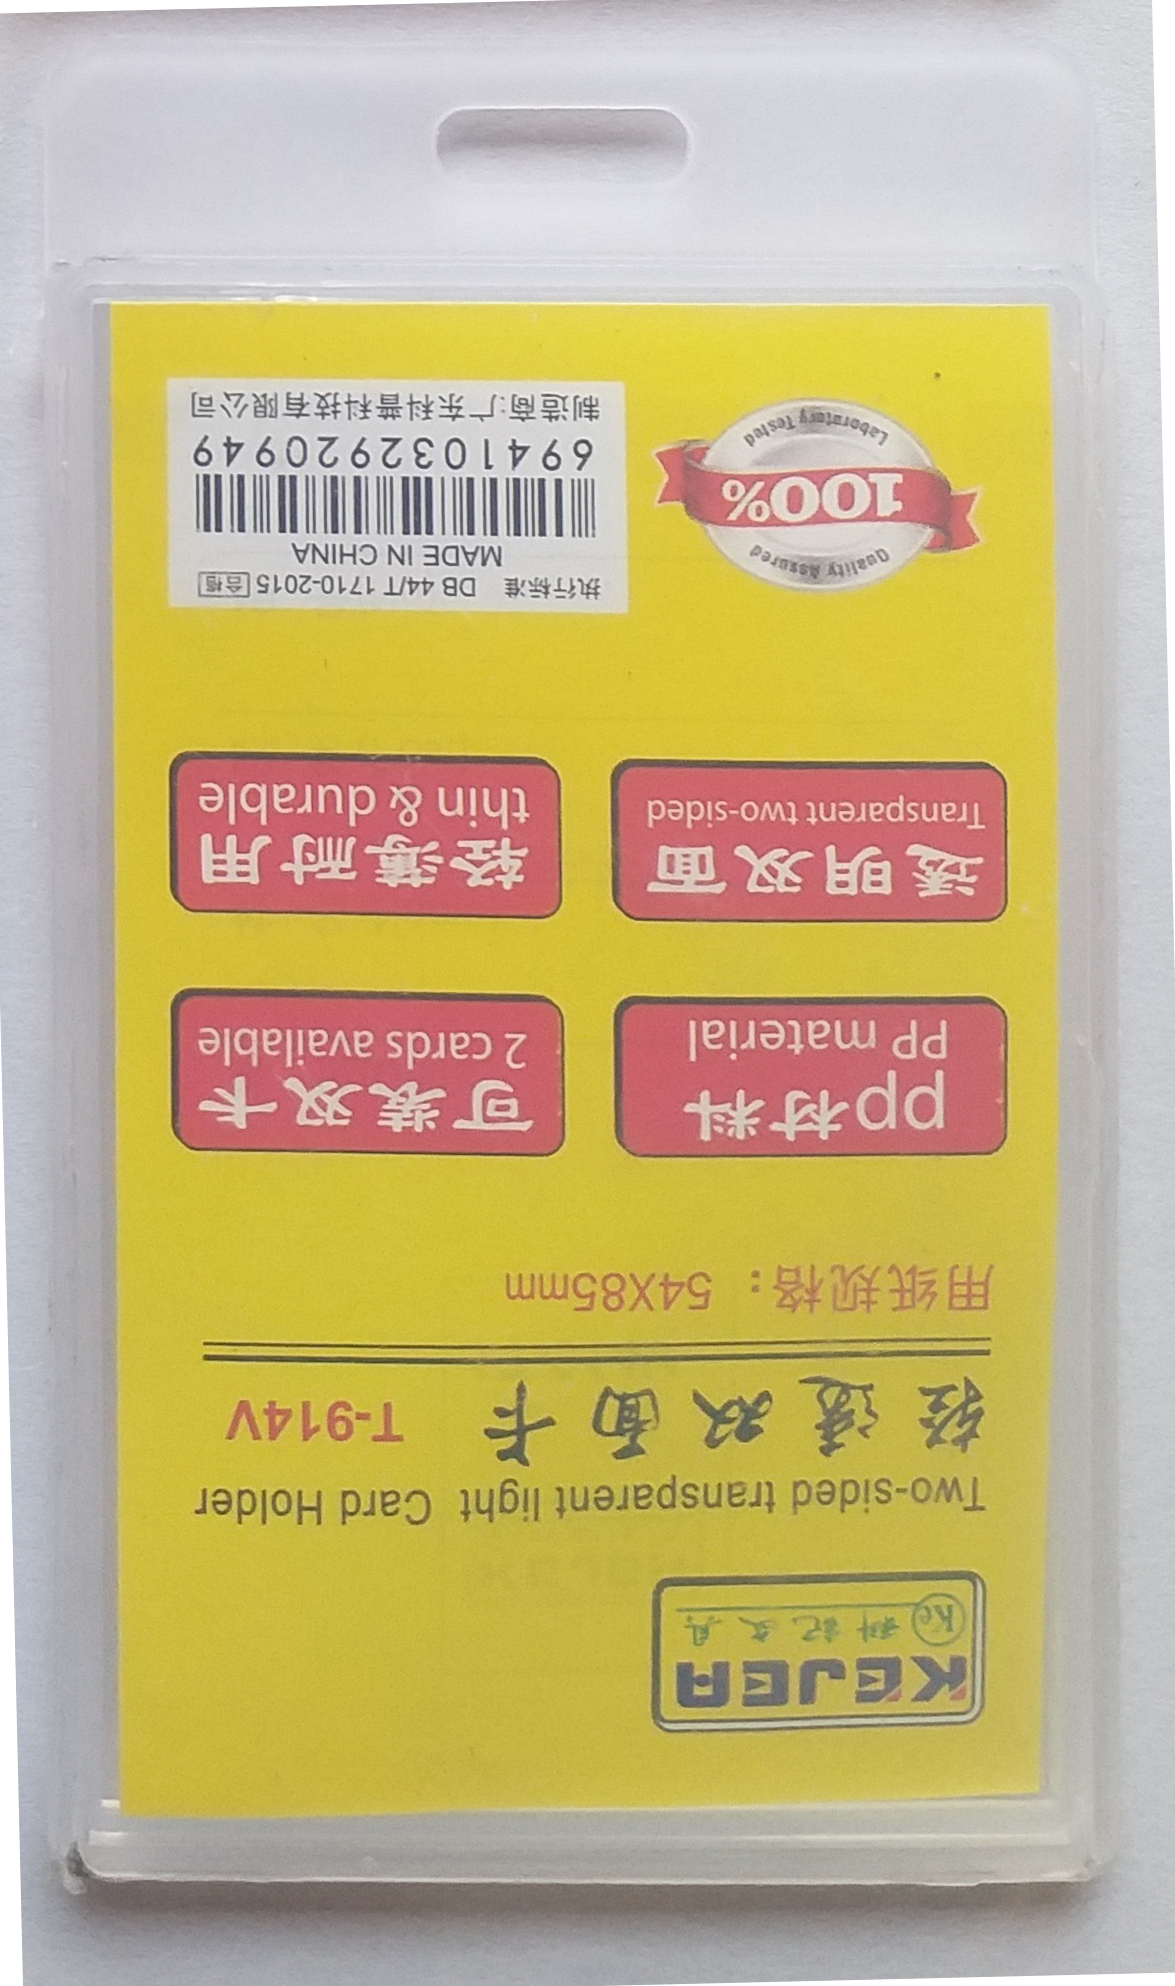 KEJEA
Ke 科记文具
Two-sided transparent light Card Holder
轻透双面卡 T-914V
用纸规格：54X85mm
pp材料
PP material
可装双卡
2 cards available
透明双面
Transparent two-sided
轻薄耐用
thin & durable
Quality Assured
100%
Laboratory Tested
执行标准 DB 44/T 1710-2015 合格
MADE IN CHINA
6941032920949
制造商:广东科普科技有限公司